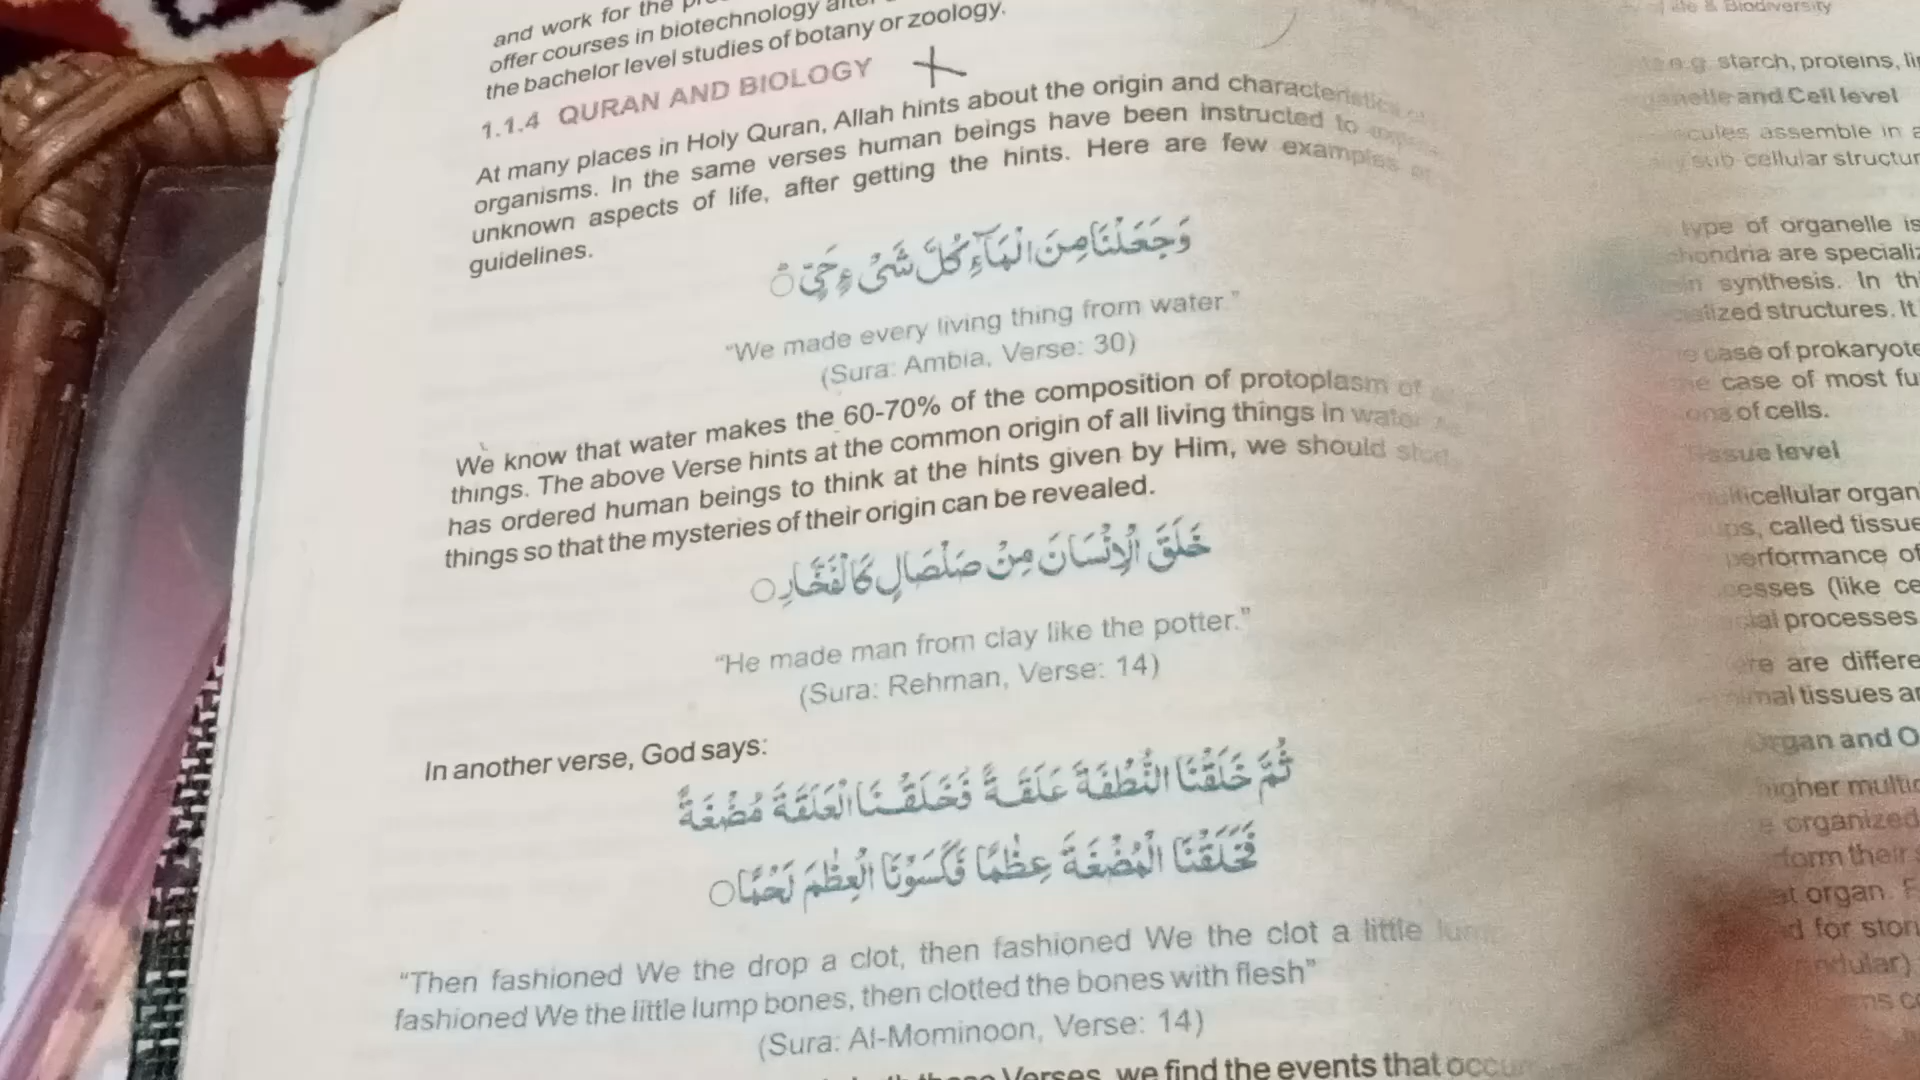 and work for the
offer courses in biotechnology
the bachelor level studies of botany or zoology.
1.1.4 QURAN AND BIOLOGY
At many places in Holy Quran, Allah hints about the origin and characteristics
organisms. In the same verses human beings have been instructed to
unknown aspects of life, after getting the hints. Here are few examples of
guidelines.
وَجَعَلْنَا مِنَ الْمَآءِ كُلَّ شَیْءٍ حَیٍّ
"We made every living thing from water."
(Sura: Ambia, Verse: 30)
We know that water makes the 60-70% of the composition of protoplasm of
things. The above Verse hints at the common origin of all living things in water
has ordered human beings to think at the hints given by Him, we should
things so that the mysteries of their origin can be revealed.
خَلَقَ الْاِنْسَانَ مِنْ صَلْصَالٍ كَالْفَخَّارِ
"He made man from clay like the potter."
(Sura: Rehman, Verse: 14)
In another verse, God says:
ثُمَّ خَلَقْنَا النُّطْفَةَ عَلَقَةً فَخَلَقْنَا الْعَلَقَةَ مُضْغَةً
فَخَلَقْنَا الْمُضْغَةَ عِظٰمًا فَكَسَوْنَا الْعِظٰمَ لَحْمًا
"Then fashioned We the drop a clot, then fashioned We the clot a little lump
fashioned We the little lump bones, then clotted the bones with flesh"
(Sura: Al-Mominoon, Verse: 14)
Verses, we find the events that
& Biodiversity
e.g. starch, proteins,
and Cell level
assemble in
sub-cellular
type of organelle is
are
synthesis. In
structures. It
case of prokaryote
case of most
of cells.
level
called
performance of
(like
processes
are
tissues
Organ and
higher
organized
form their
organ.
for